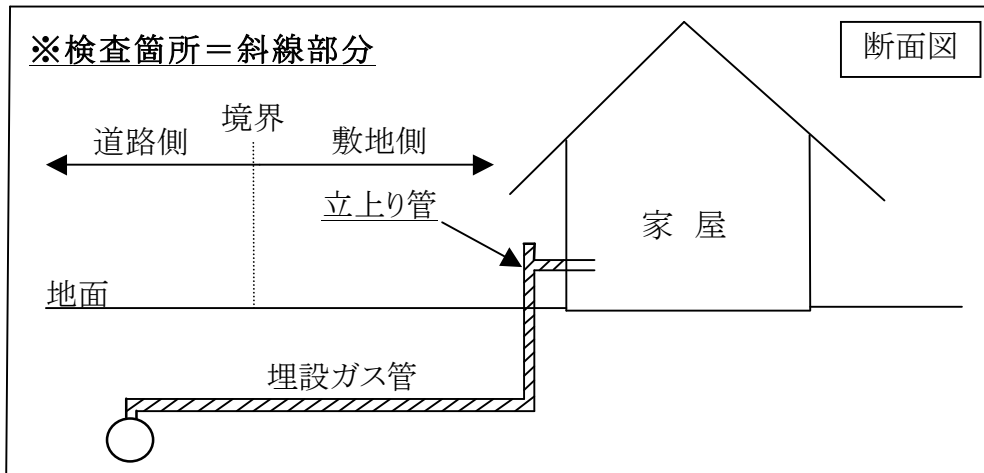 ※検査箇所＝斜線部分
断面図
境界
道路側
敷地側
立上り管
家 屋
地面
埋設ガス管